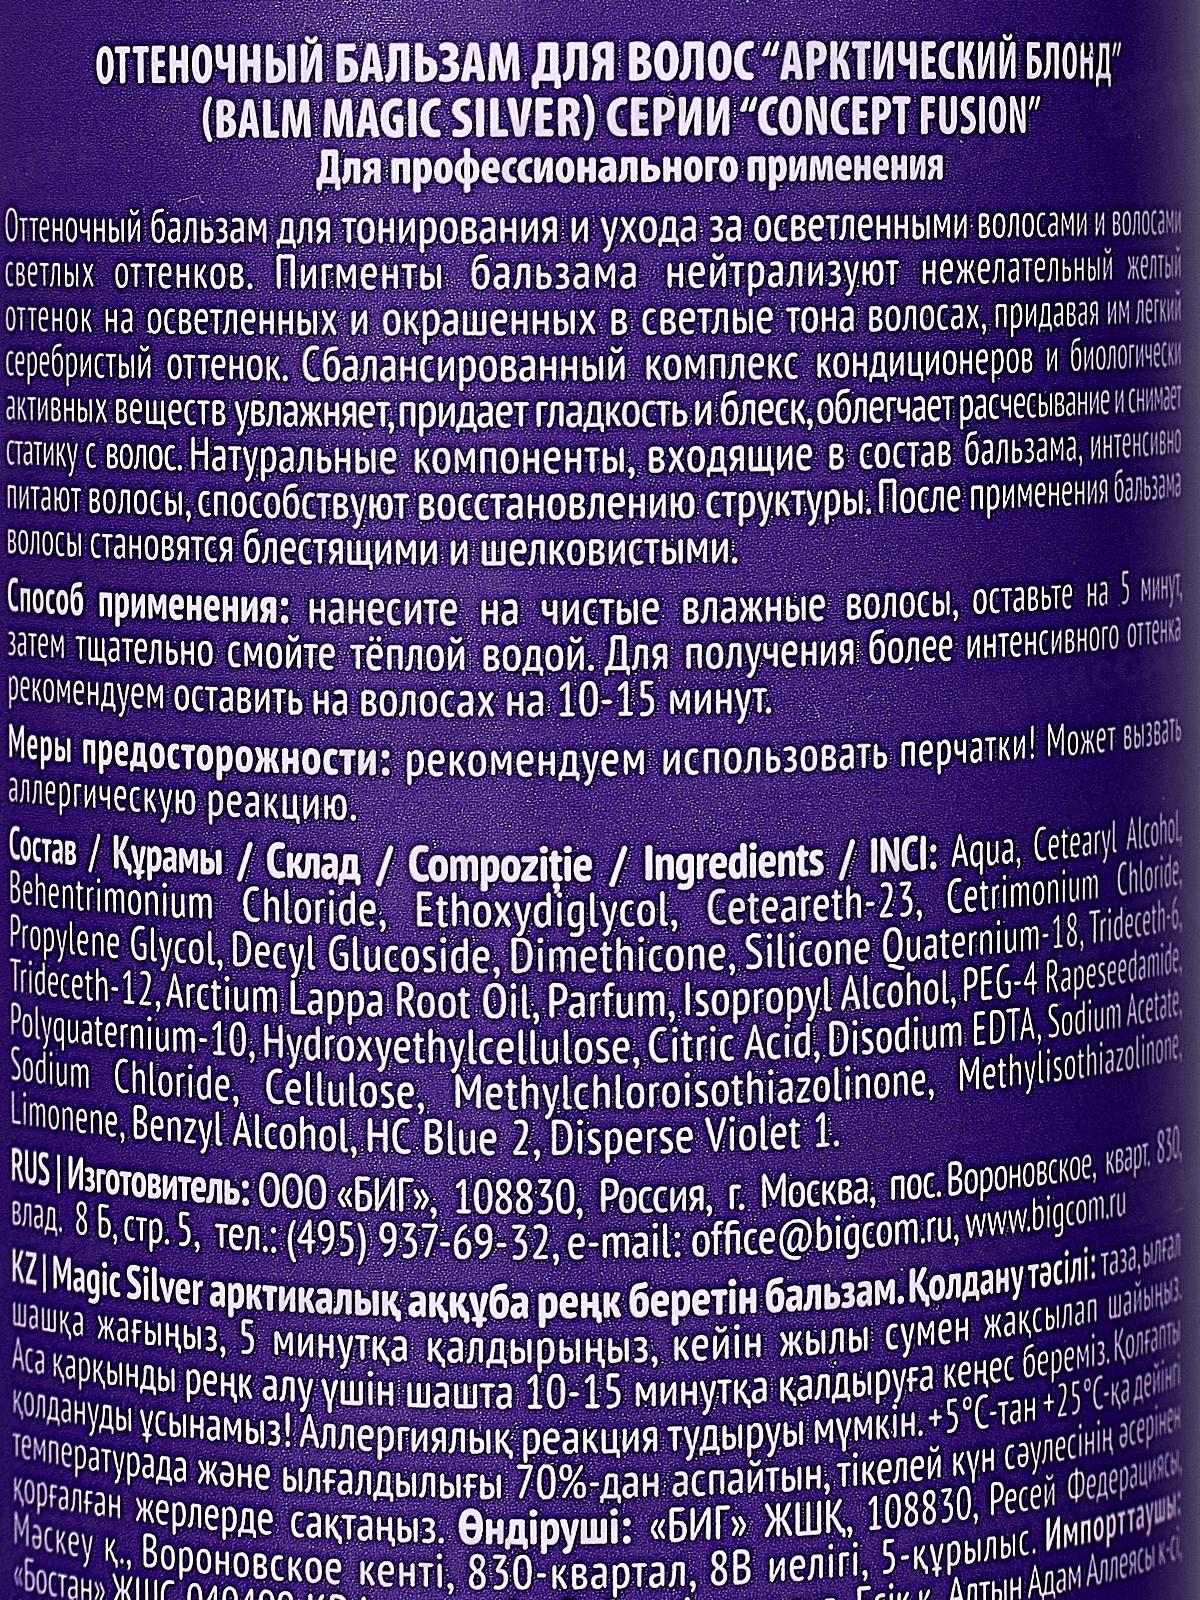 ОТТЕНОЧНЫЙ БАЛЬЗАМ ДЛЯ ВОЛОС “АРКТИЧЕСКИЙ БЛОНД”
(BALM MAGIC SILVER) СЕРИИ “CONCEPT FUSION”
Для профессионального применения
Оттеночный бальзам для тонирования и ухода за осветленными волосами и волосами
светлых оттенков. Пигменты бальзама нейтрализуют нежелательный желтый
оттенок на осветленных и окрашенных в светлые тона волосах, придавая им легкий
серебристый оттенок. Сбалансированный комплекс кондиционеров и биологически
активных веществ увлажняет, придает гладкость и блеск, облегчает расчесывание и снимает
статику с волос. Натуральные компоненты, входящие в состав бальзама, интенсивно
питают волосы, способствуют восстановлению структуры. После применения бальзама
волосы становятся блестящими и шелковистыми.
Способ применения: нанесите на чистые влажные волосы, оставьте на 5 минут,
затем тщательно смойте тёплой водой. Для получения более интенсивного оттенка
рекомендуем оставить на волосах на 10-15 минут.
Меры предосторожности: рекомендуем использовать перчатки! Может вызвать
аллергическую реакцию.
Состав / Құрамы / Склад / Compoziție / Ingredients / INCI: Aqua, Cetearyl Alcohol,
Behentrimonium Chloride, Ethoxydiglycol, Ceteareth-23, Cetrimonium Chloride,
Propylene Glycol, Decyl Glucoside, Dimethicone, Silicone Quaternium-18, Trideceth-6,
Trideceth-12, Arctium Lappa Root Oil, Parfum, Isopropyl Alcohol, PEG-4 Rapeseedamide,
Polyquaternium-10, Hydroxyethylcellulose, Citric Acid, Disodium EDTA, Sodium Acetate,
Sodium Chloride, Cellulose, Methylchloroisothiazolinone, Methylisothiazolinone,
Limonene, Benzyl Alcohol, HC Blue 2, Disperse Violet 1.
RUS | Изготовитель: ООО «БИГ», 108830, Россия, г. Москва, пос. Вороновское, кварт. 830,
влад. 8 Б, стр. 5, тел.: (495) 937-69-32, e-mail: office@bigcom.ru, www.bigcom.ru
KZ | Magic Silver арктикалық аққұба реңк беретін бальзам. Қолдану тәсілі: таза, ылғал
шашқа жағыңыз, 5 минутқа қалдырыңыз, кейін жылы сумен жақсылап шайыңыз.
Аса қарқынды реңк алу үшін шашта 10-15 минутқа қалдыруға кеңес береміз. Қолғапты
қолдануды ұсынамыз! Аллергиялық реакция тудыруы мүмкін. +5°С-тан +25°С-қа дейінгі
температурада және ылғалдылығы 70%-дан аспайтын, тікелей күн сәулесінің әсерінен
қорғалған жерлерде сақтаңыз. Өндіруші: «БИГ» ЖШҚ, 108830, Ресей Федерациясы,
Мәскеу қ., Вороновское кенті, 830-квартал, 8В иелігі, 5-құрылыс. Импорттаушы:
«Бостан» ЖШС Алтын Адам Аллеясы к-сі,